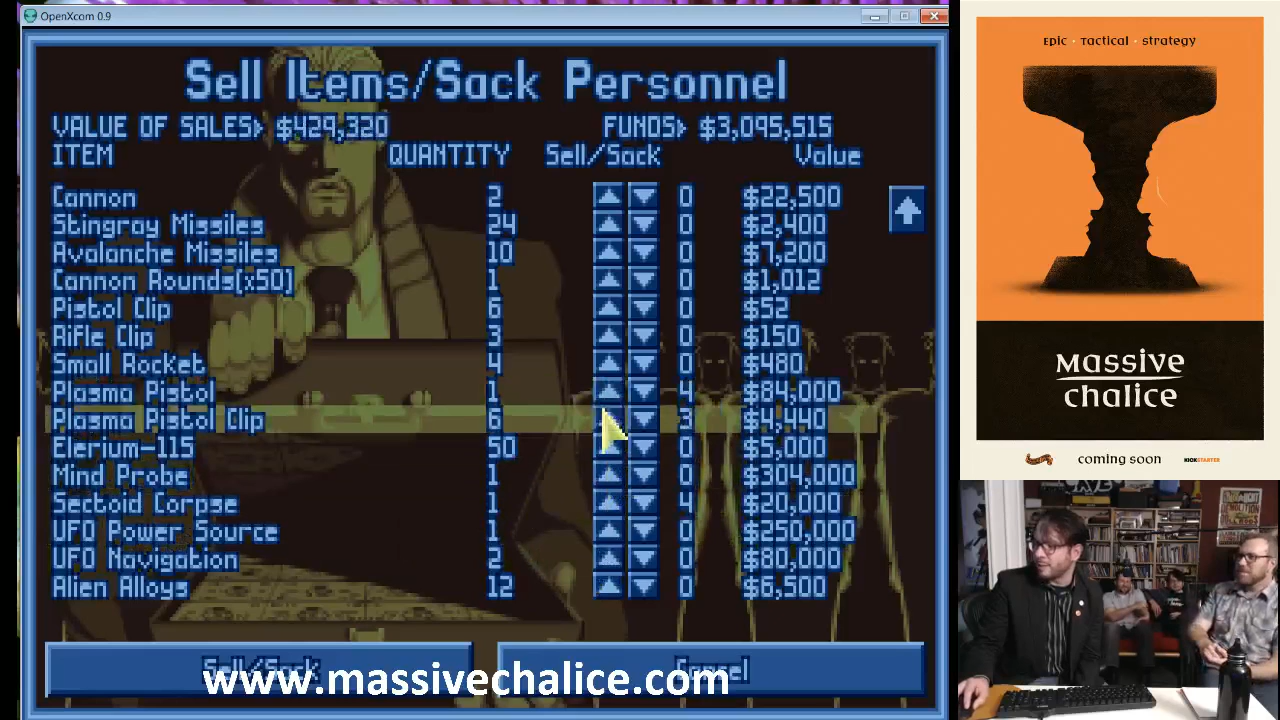 OpenXcom 0.9
Sell Items/Sack Personnel
VALUE OF SALES> $429,320 FUNDS> $3,095,515
ITEM QUANTITY Sell/Sack Value
Cannon 2 0 $22,500
Stingray Missiles 24 0 $2,400
Avalanche Missiles 10 0 $7,200
Cannon Rounds(x50) 1 0 $1,012
Pistol Clip 6 0 $52
Rifle Clip 3 0 $150
Small Rocket 4 0 $480
Plasma Pistol 1 4 $84,000
Plasma Pistol Clip 6 3 $4,440
Elerium-115 50 0 $5,000
Mind Probe 1 0 $304,000
Sectoid Corpse 1 4 $20,000
UFO Power Source 1 0 $250,000
UFO Navigation 2 0 $80,000
Alien Alloys 12 0 $6,500
Sell/Sack Cancel
www.massivechalice.com
Epic • Tactical • Strategy
Massive
chalice
coming soon KICKSTARTER